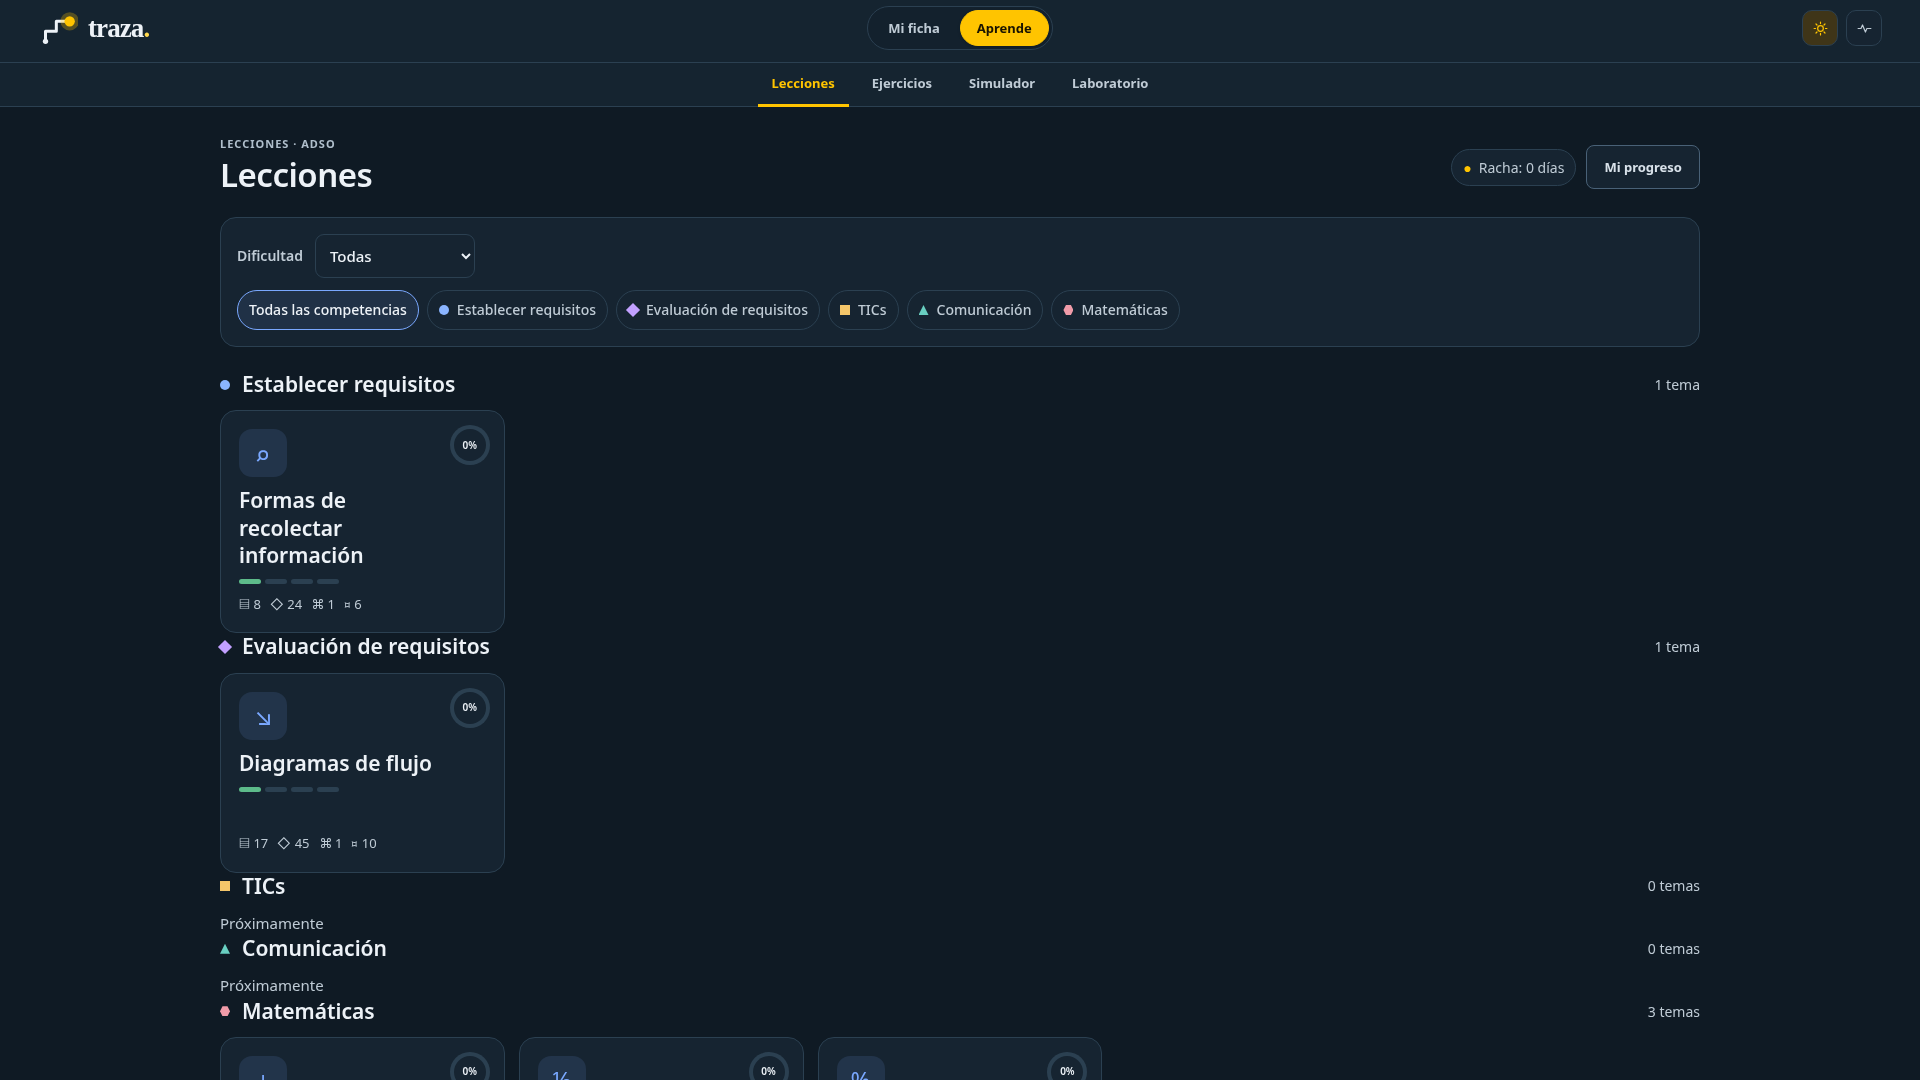 traza.
Mi ficha
Aprende
Lecciones
Ejercicios
Simulador
Laboratorio
LECCIONES · ADSO
Lecciones
Racha: 0 días
Mi progreso
Dificultad
Todas
Todas las competencias
Establecer requisitos
Evaluación de requisitos
TICs
Comunicación
Matemáticas
Establecer requisitos
1 tema
0%
Formas de
recolectar
información
8 24 1 6
Evaluación de requisitos
1 tema
0%
Diagramas de flujo
17 45 1 10
TICs
0 temas
Próximamente
Comunicación
0 temas
Próximamente
Matemáticas
3 temas
0%
0%
0%